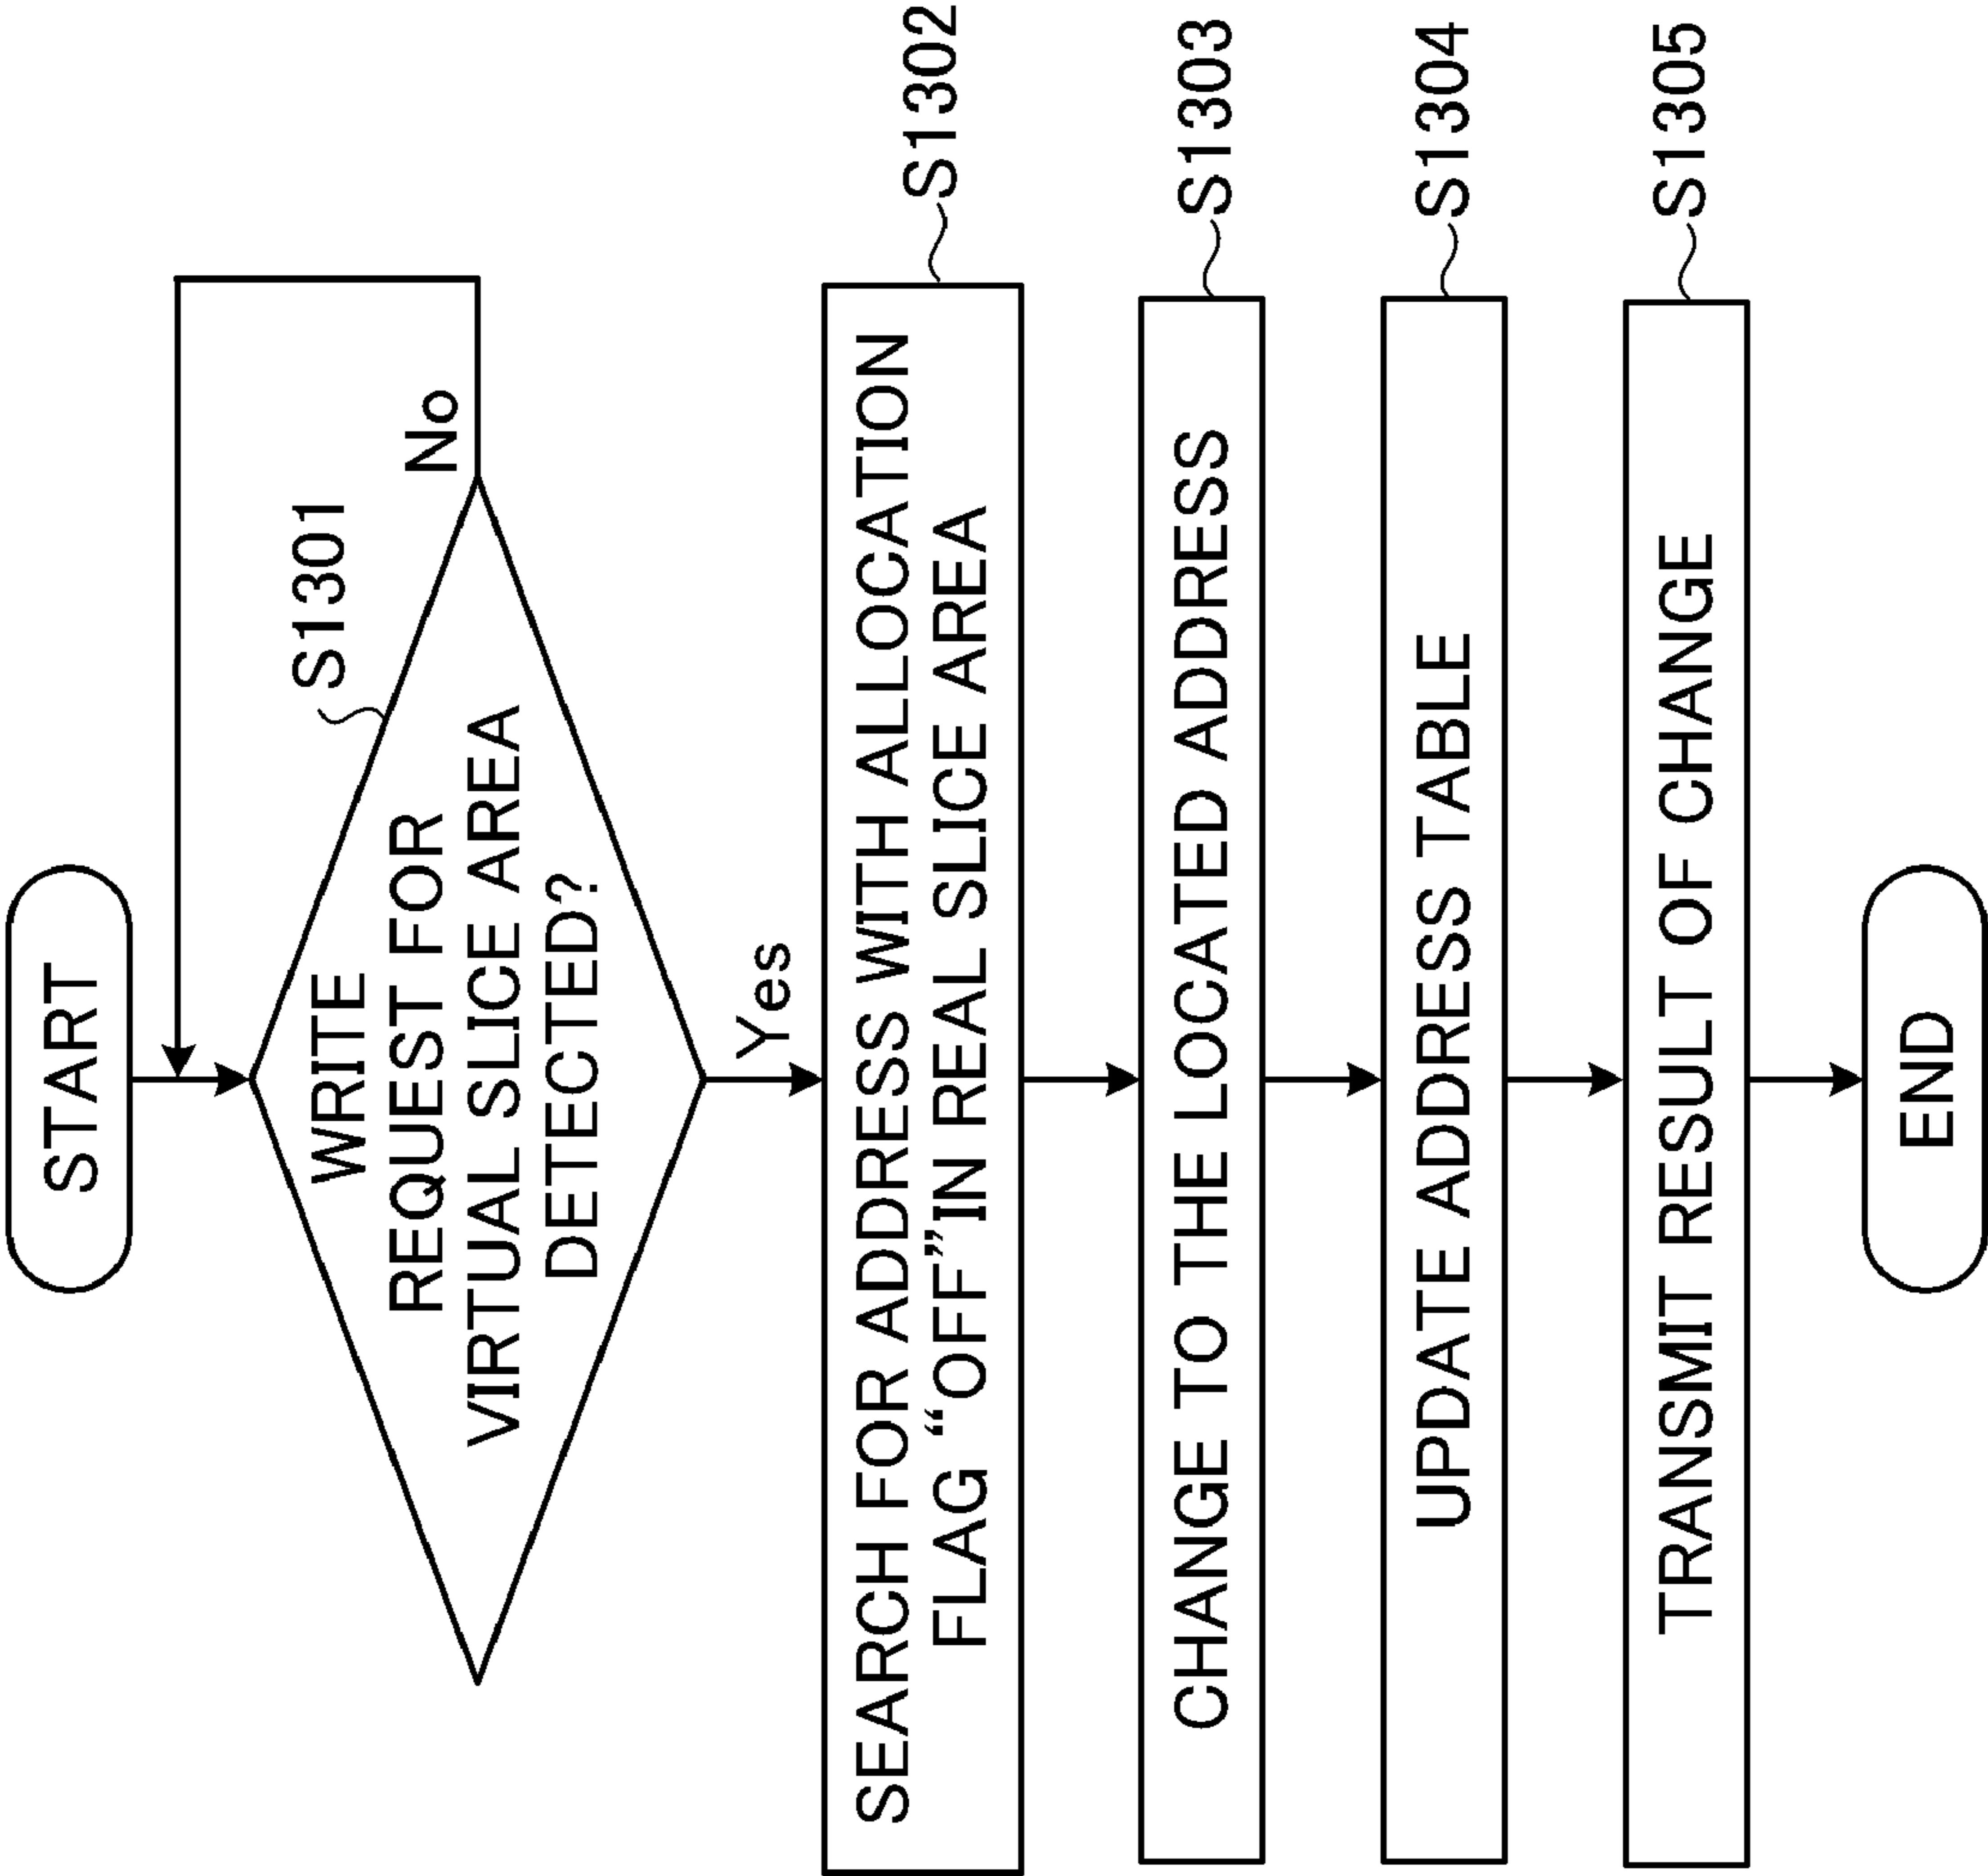 START
S1301
WRITE
REQUEST FOR
VIRTUAL SLICE AREA
DETECTED?
No
Yes
S1302
SEARCH FOR ADDRESS WITH ALLOCATION
FLAG “OFF” IN REAL SLICE AREA
S1303
CHANGE TO THE LOCATED ADDRESS
S1304
UPDATE ADDRESS TABLE
S1305
TRANSMIT RESULT OF CHANGE
END